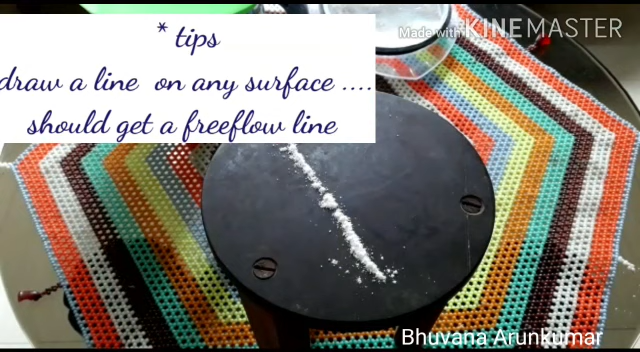 Made with KINEMASTER
* tips
draw a line on any surface ....
should get a freeflow line
Bhuvana Arunkumar